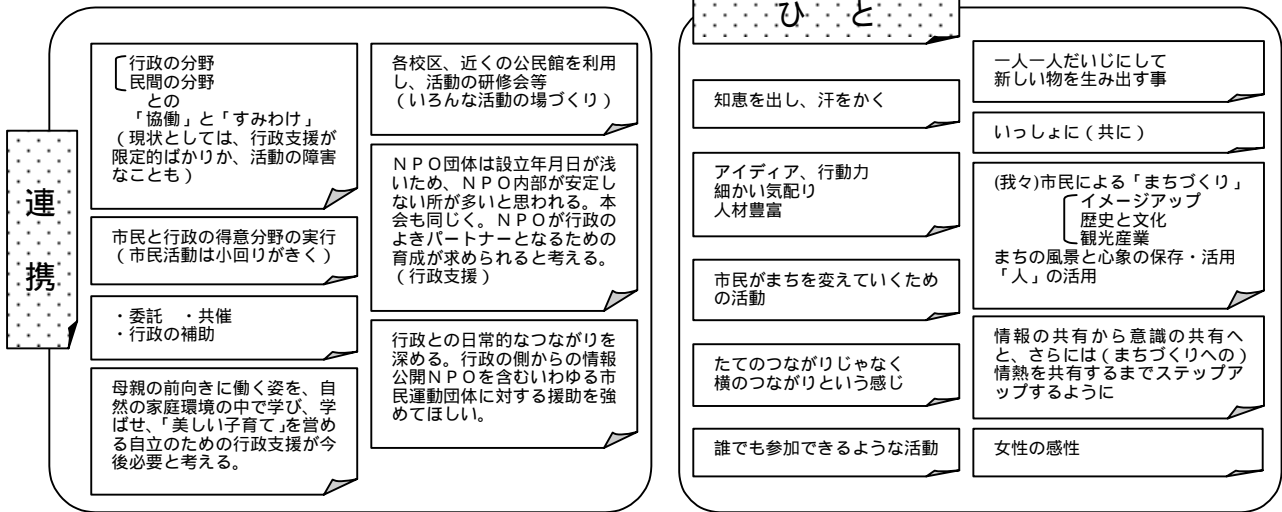 連携
行政の分野
民間の分野
との
「協働」と「すみわけ」
(現状としては、行政支援が
限定的ばかりか、活動の障害
なことも)
市民と行政の得意分野の実行
(市民活動は小回りがきく)
・委託 ・共催
・行政の補助
母親の前向きに働く姿を、自
然の家庭環境の中で学び、学
ばせ、「美しい子育て」を営め
る自立のための行政支援が今
後必要と考える。
各校区、近くの公民館を利用
し、活動の研修会等
(いろんな活動の場づくり)
NPO団体は設立年月日が浅
いため、NPO内部が安定し
ない所が多いと思われる。本
会も同じく。NPOが行政の
よきパートナーとなるための
育成が求められると考える。
(行政支援)
行政との日常的なつながりを
深める。行政の側からの情報
公開NPOを含むいわゆる市
民運動団体に対する援助を強
めてほしい。
ひと
知恵を出し、汗をかく
アイディア、行動力
細かい気配り
人材豊富
市民がまちを変えていくため
の活動
たてのつながりじゃなく
横のつながりという感じ
誰でも参加できるような活動
一人一人だいじにして
新しい物を生み出す事
いっしょに(共に)
(我々)市民による「まちづくり」
イメージアップ
歴史と文化
観光産業
まちの風景と心象の保存・活用
「人」の活用
情報の共有から意識の共有へ
と、さらには(まちづくりへの)
情熱を共有するまでステップア
ップするように
女性の感性